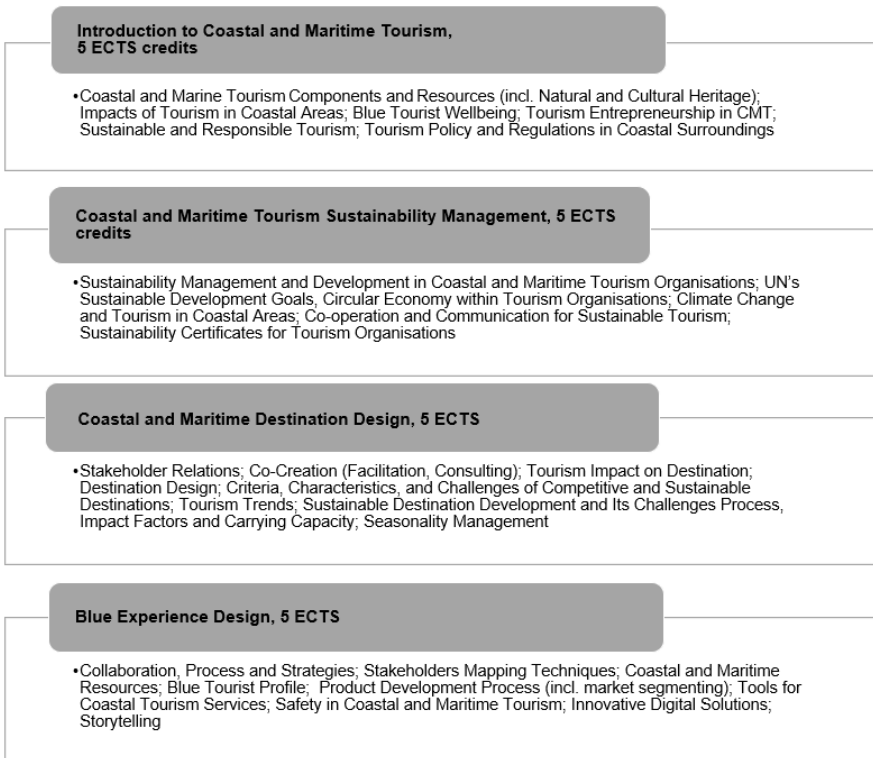 Introduction to Coastal and Maritime Tourism,
5 ECTS credits
•Coastal and Marine Tourism Components and Resources (incl. Natural and Cultural Heritage);
Impacts of Tourism in Coastal Areas; Blue Tourist Wellbeing; Tourism Entrepreneurship in CMT;
Sustainable and Responsible Tourism; Tourism Policy and Regulations in Coastal Surroundings
Coastal and Maritime Tourism Sustainability Management, 5 ECTS
credits
•Sustainability Management and Development in Coastal and Maritime Tourism Organisations; UN's
Sustainable Development Goals, Circular Economy within Tourism Organisations; Climate Change
and Tourism in Coastal Areas; Co-operation and Communication for Sustainable Tourism;
Sustainability Certificates for Tourism Organisations
Coastal and Maritime Destination Design, 5 ECTS
•Stakeholder Relations; Co-Creation (Facilitation, Consulting); Tourism Impact on Destination;
Destination Design; Criteria, Characteristics, and Challenges of Competitive and Sustainable
Destinations; Tourism Trends; Sustainable Destination Development and Its Challenges Process,
Impact Factors and Carrying Capacity; Seasonality Management
Blue Experience Design, 5 ECTS
•Collaboration, Process and Strategies; Stakeholders Mapping Techniques; Coastal and Maritime
Resources; Blue Tourist Profile; Product Development Process (incl. market segmenting); Tools for
Coastal Tourism Services; Safety in Coastal and Maritime Tourism; Innovative Digital Solutions;
Storytelling